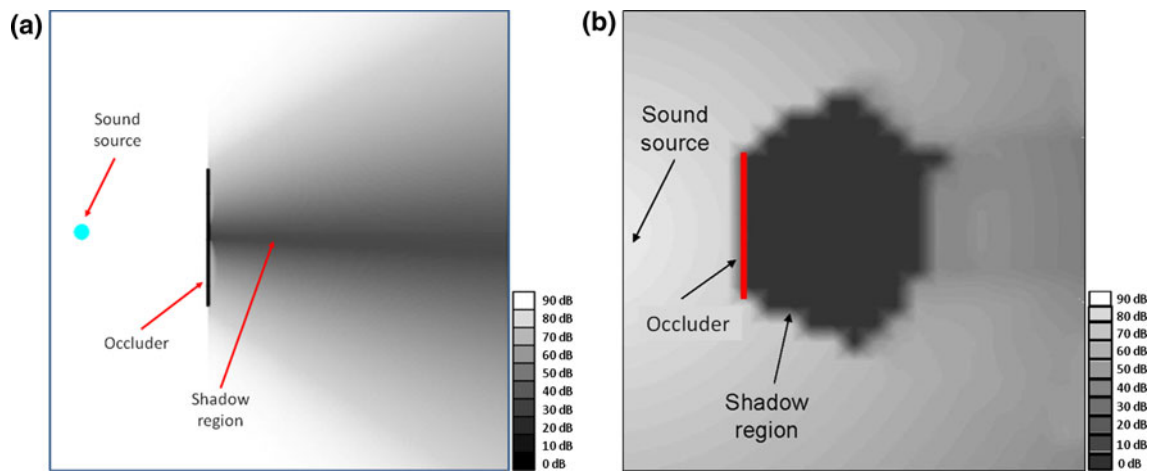 (a)
Sound
source
Occluder
Shadow
region
90 dB
80 dB
70 dB
60 dB
50 dB
40 dB
30 dB
20 dB
10 dB
0 dB
(b)
Sound
source
Occluder
Shadow
region
90 dB
80 dB
70 dB
60 dB
50 dB
40 dB
30 dB
20 dB
10 dB
0 dB